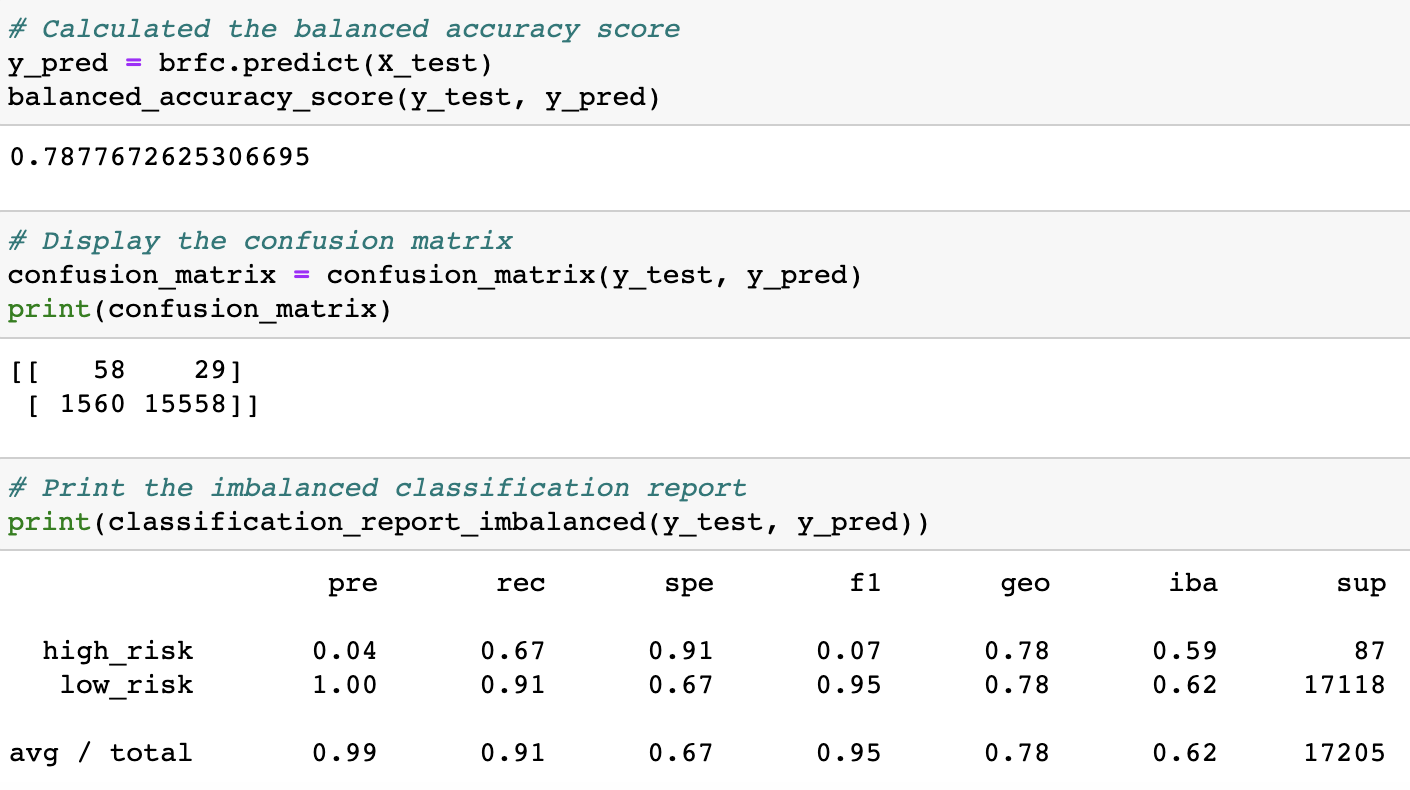 # Calculated the balanced accuracy score
y_pred = brfc.predict(X_test)
balanced_accuracy_score(y_test, y_pred)
0.7877672625306695
# Display the confusion matrix
confusion_matrix = confusion_matrix(y_test, y_pred)
print(confusion_matrix)
[[   58    29]
 [ 1560 15558]]
# Print the imbalanced classification report
print(classification_report_imbalanced(y_test, y_pred))
                   pre       rec       spe        f1       geo       iba       sup
  high_risk       0.04      0.67      0.91      0.07      0.78      0.59        87
   low_risk       1.00      0.91      0.67      0.95      0.78      0.62     17118
avg / total       0.99      0.91      0.67      0.95      0.78      0.62     17205